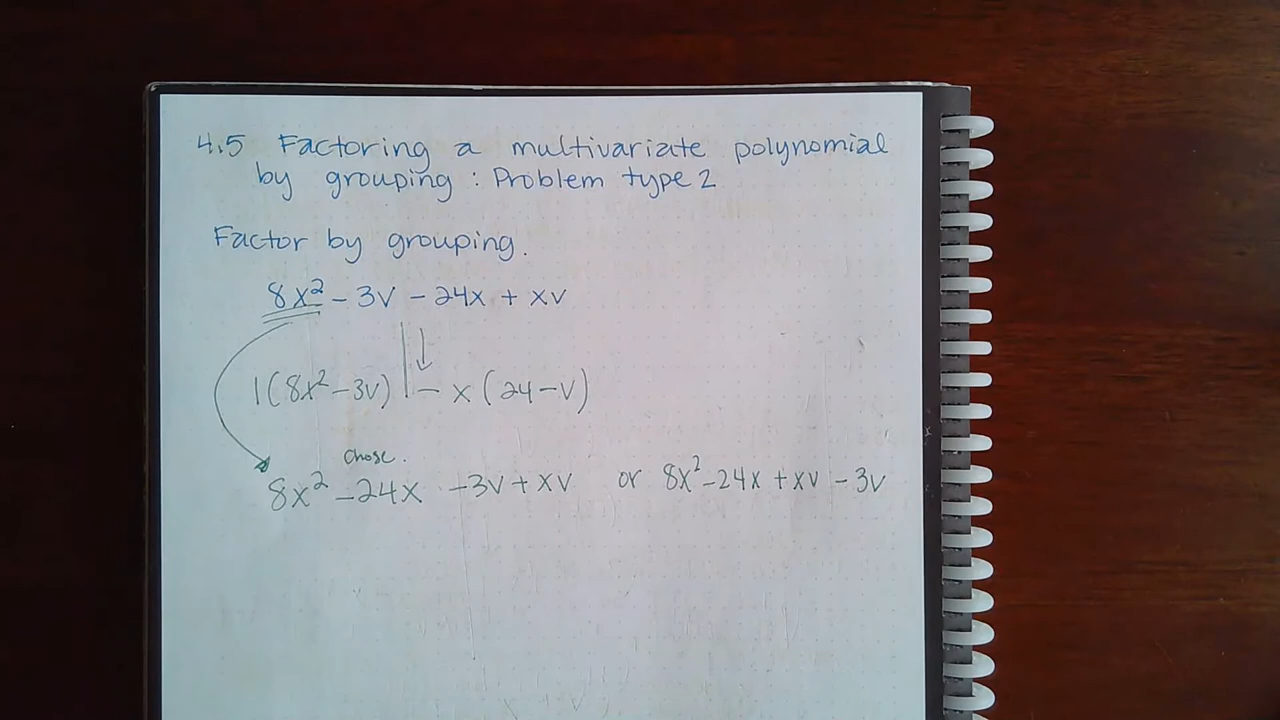 4.5 Factoring a multivariate polynomial
by grouping : Problem type 2
Factor by grouping.
8x² - 3v - 24x + xv
1(8x² - 3v) | - x (24 - v)
chose.
8x² - 24x - 3v + xv or 8x² - 24x + xv - 3v